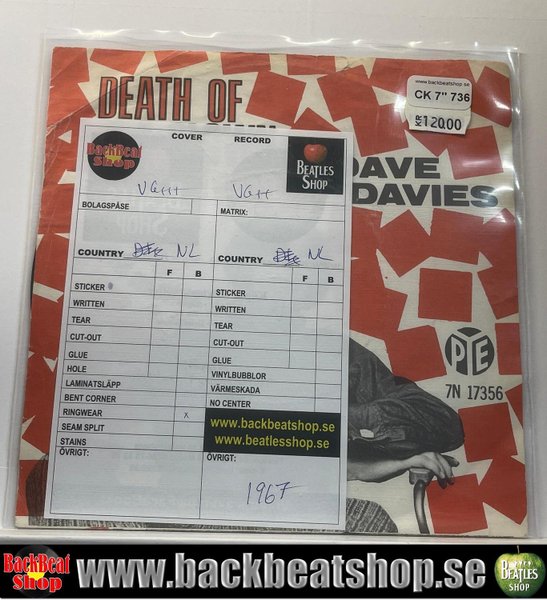 DEATH OF
www.backbeatshop.se
CK 7" 736
KR 120.00
DAVE
DAVIES
PYE
7N 17356
COVER RECORD
BackBeat
Shop
BEATLES
SHOP
VG++ VG++
BOLAGSPÅSE MATRIX:
COUNTRY NL COUNTRY NL
F B F B
STICKER STICKER
WRITTEN WRITTEN
TEAR TEAR
CUT-OUT CUT-OUT
GLUE GLUE
HOLE VINYLBUBBLOR
LAMINATSLÄPP VÄRMESKADA
BENT CORNER NO CENTER
RINGWEAR x
SEAM SPLIT
STAINS
www.backbeatshop.se
www.beatlesshop.se
ÖVRIGT: ÖVRIGT:
1967
BackBeat
Shop
www.backbeatshop.se
BEATLES
SHOP